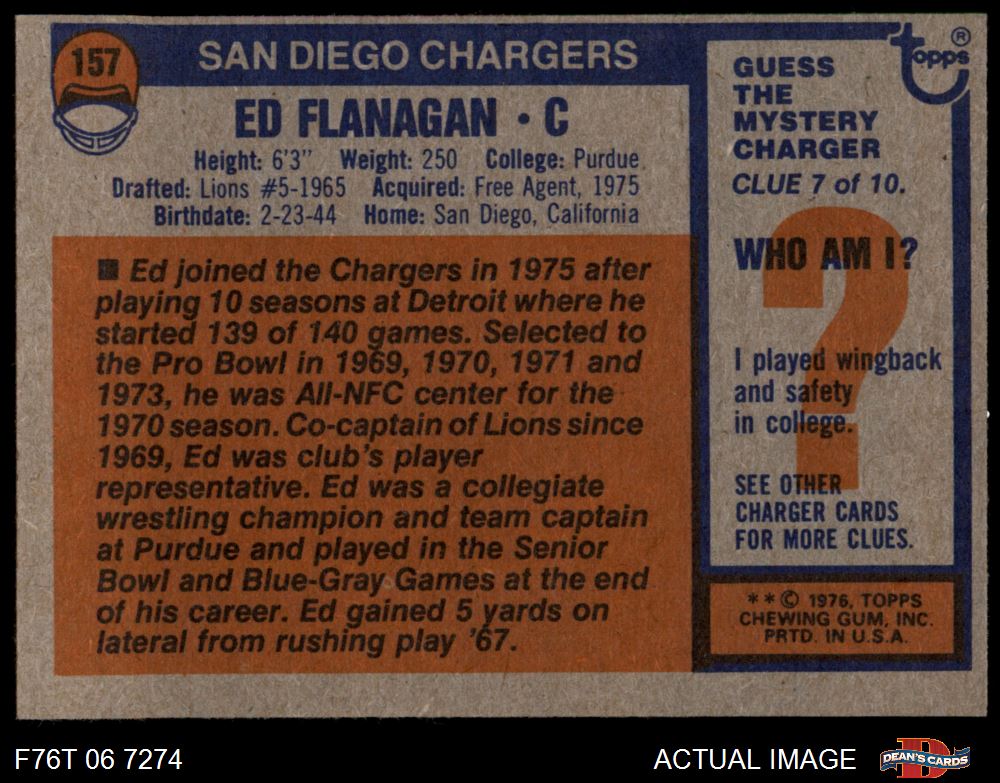 157
SAN DIEGO CHARGERS
ED FLANAGAN • C
Height: 6'3" Weight: 250 College: Purdue
Drafted: Lions #5-1965 Acquired: Free Agent, 1975
Birthdate: 2-23-44 Home: San Diego, California
■ Ed joined the Chargers in 1975 after
playing 10 seasons at Detroit where he
started 139 of 140 games. Selected to
the Pro Bowl in 1969, 1970, 1971 and
1973, he was All-NFC center for the
1970 season. Co-captain of Lions since
1969, Ed was club's player
representative. Ed was a collegiate
wrestling champion and team captain
at Purdue and played in the Senior
Bowl and Blue-Gray Games at the end
of his career. Ed gained 5 yards on
lateral from rushing play '67.
topps®
GUESS
THE
MYSTERY
CHARGER
CLUE 7 of 10.
WHO AM I?
?
I played wingback
and safety
in college.
SEE OTHER
CHARGER CARDS
FOR MORE CLUES.
**© 1976, TOPPS
CHEWING GUM, INC.
PRTD. IN U.S.A.
F76T 06 7274
ACTUAL IMAGE
D
DEAN'S CARDS